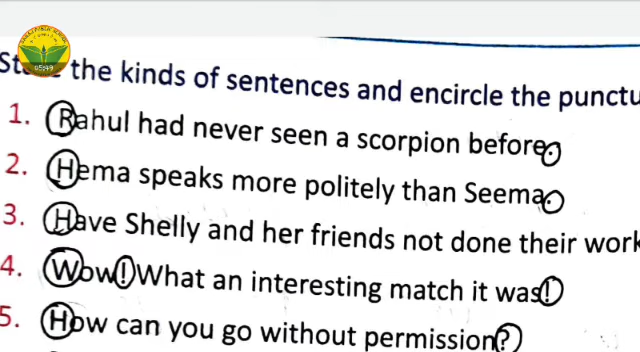 the kinds of sentences and encircle the
1. Rahul had never seen a scorpion before.
2. Hema speaks more politely than Seema.
3. Have Shelly and her friends not done their work
4. Wow! What an interesting match it was!
5. How can you go without permission?
05:49